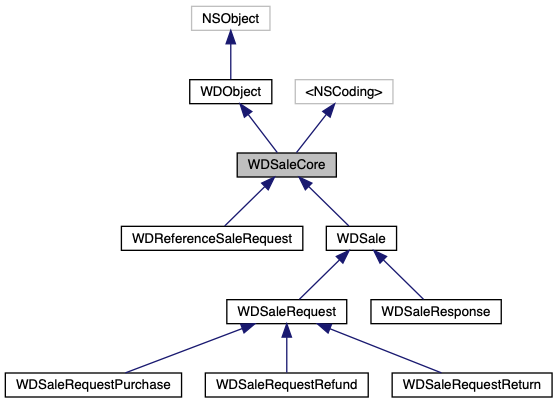 NSObject
WDObject
<NSCoding>
WDSaleCore
WDReferenceSaleRequest
WDSale
WDSaleRequest
WDSaleResponse
WDSaleRequestPurchase
WDSaleRequestRefund
WDSaleRequestReturn